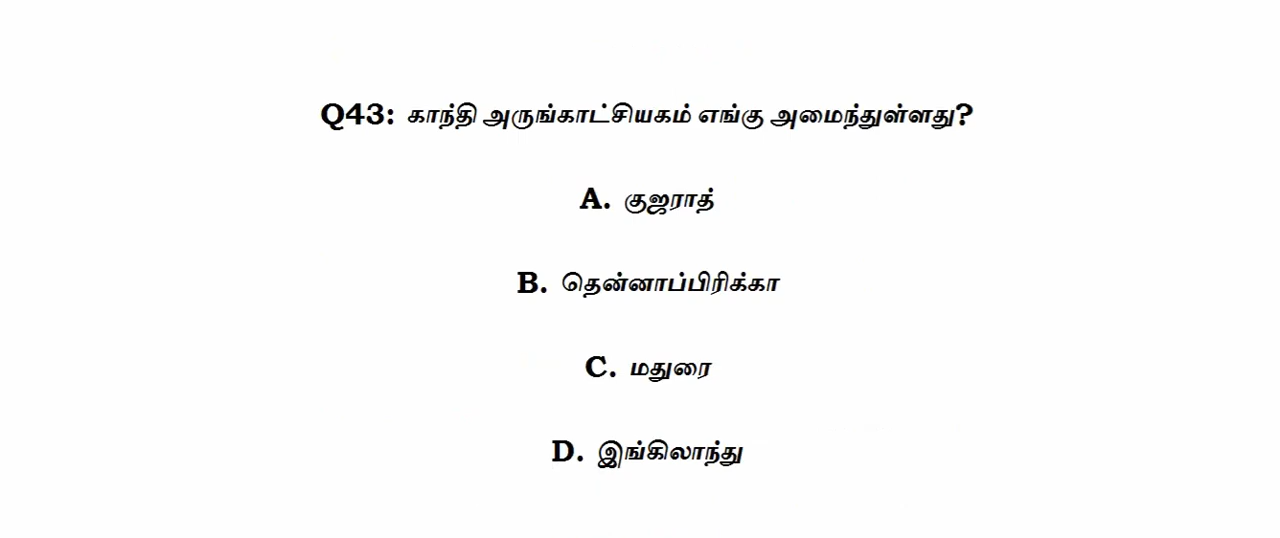 Q43: காந்தி அருங்காட்சியகம் எங்கு அமைந்துள்ளது?
A. குஜராத்
B. தென்னாப்பிரிக்கா
C. மதுரை
D. இங்கிலாந்து